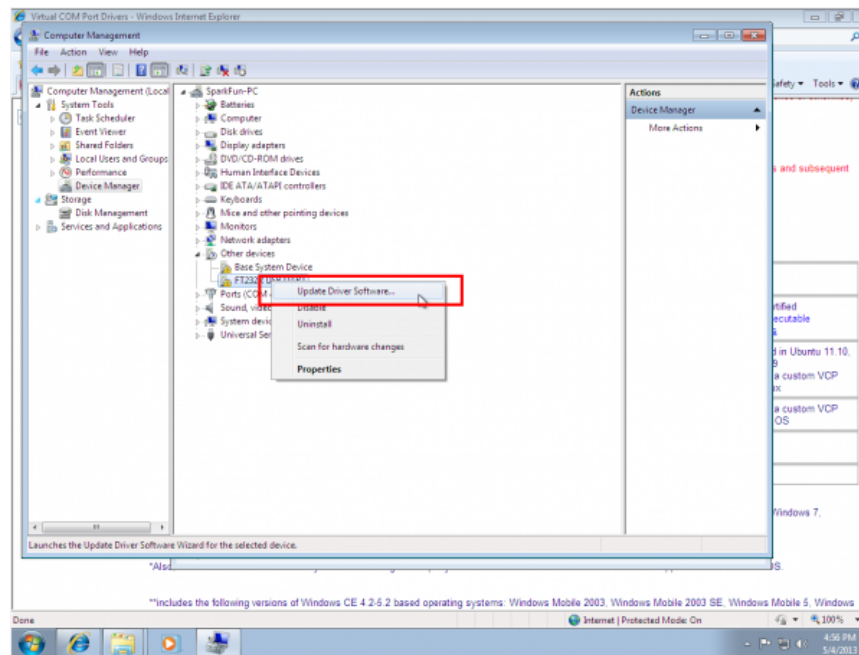 Virtual COM Port Drivers - Windows Internet Explorer
Computer Management
File Action View Help
Safety Tools
Computer Management (Local
System Tools
Task Scheduler
Event Viewer
Shared Folders
Local Users and Groups
Performance
Device Manager
Storage
Disk Management
Services and Applications
SparkFun-PC
Batteries
Computer
Disk drives
Display adapters
DVD/CD-ROM drives
Human Interface Devices
IDE ATA/ATAPI controllers
Keyboards
Mice and other pointing devices
Monitors
Network adapters
Other devices
Base System Device
FT232
Ports (COM
Sound, vide
System devic
Universal Ser
Update Driver Software...
Disable
Uninstall
Scan for hardware changes
Properties
Actions
Device Manager
More Actions
s and subsequent
rtified
ecutable
d in Ubuntu 11.10,
9
a custom VCP
ux
a custom VCP
OS
Windows 7,
Launches the Update Driver Software Wizard for the selected device.
*Also
OS.
**includes the following versions of Windows CE 4.2-5.2 based operating systems: Windows Mobile 2003, Windows Mobile 2003 SE, Windows Mobile 5, Windows
Done
Internet | Protected Mode: On
100%
4:56 PM
5/4/2013